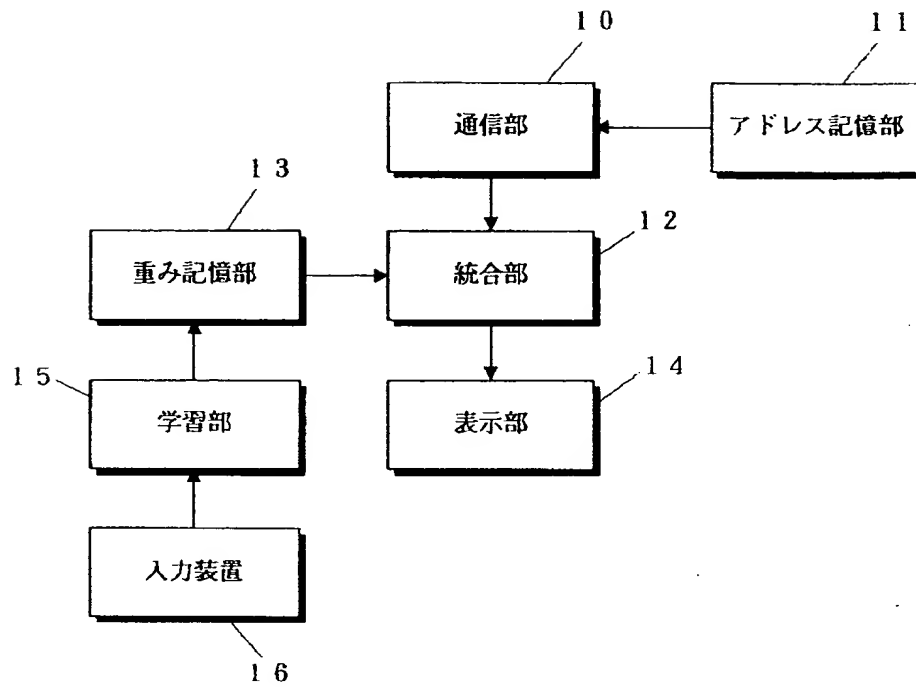 １０
１１
通信部
アドレス記憶部
１３
１２
重み記憶部
統合部
１５
１４
学習部
表示部
入力装置
１６